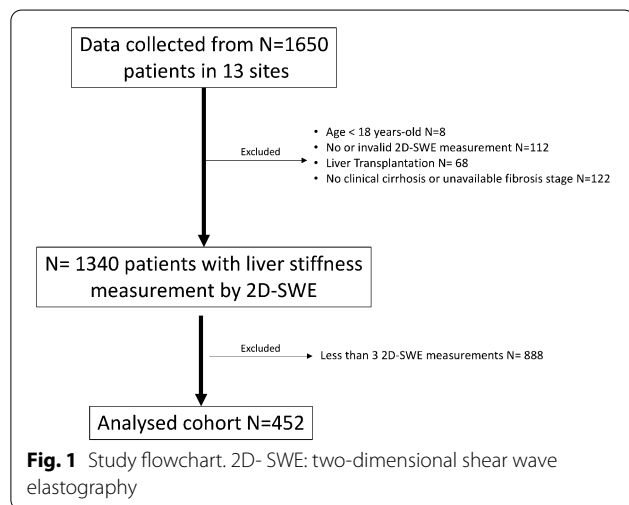 Data collected from N=1650
patients in 13 sites
Excluded
• Age < 18 years-old N=8
• No or invalid 2D-SWE measurement N=112
• Liver Transplantation N= 68
• No clinical cirrhosis or unavailable fibrosis stage N=122
N= 1340 patients with liver stiffness
measurement by 2D-SWE
Excluded
Less than 3 2D-SWE measurements N= 888
Analysed cohort N=452
Fig. 1 Study flowchart. 2D- SWE: two-dimensional shear wave
elastography